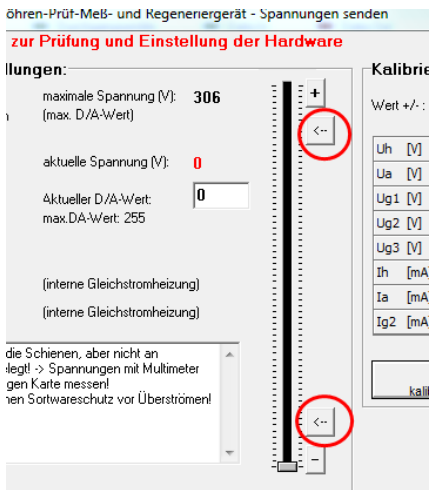 öhren-Prüf-Meß- und Regeneriergerät - Spannungen senden
zur Prüfung und Einstellung der Hardware
llungen:
maximale Spannung (V): 306
(max. D/A-Wert)
aktuelle Spannung (V): 0
Aktueller D/A-Wert: 0
max.DA-Wert: 255
(interne Gleichstromheizung)
(interne Gleichstromheizung)
die Schienen, aber nicht an
elegt! -> Spannungen mit Multimeter
gen Karte messen!
nen Sortwareschutz vor Überströmen!
+
<--
<--
-
Kalibrie
Wert +/- :
Uh [V]
Ua [V]
Ug1 [V]
Ug2 [V]
Ug3 [V]
Ih [mA]
Ia [mA]
Ig2 [mA]
kalib